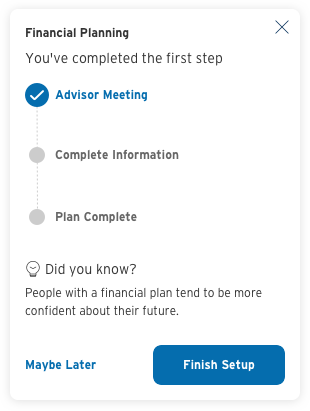 Financial Planning
You've completed the first step
Advisor Meeting
Complete Information
Plan Complete
Did you know?
People with a financial plan tend to be more
confident about their future.
Maybe Later
Finish Setup